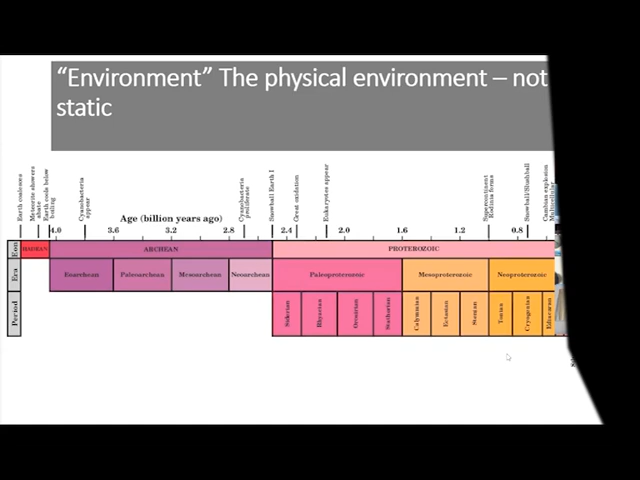 “Environment” The physical environment – not
static
Earth coalesces
Meteorite showers
abate
Earth cools below
boiling
Cyanobacteria
appear
Cyanobacteria
proliferate
Snowball Earth I
Great oxidation
Eukaryotes appear
Supercontinent
Rodinia forms
Snow/Slushball
Cambrian explosion
Multicellular
Age (billion years ago)
4.0 3.6 3.2 2.8 2.4 2.0 1.6 1.2 0.8
Eon HADEAN ARCHEAN PROTEROZOIC
Era Eoarchean Paleoarchean Mesoarchean Neoarchean Paleoproterozoic Mesoproterozoic Neoproterozoic
Period Siderian Rhyacian Orosirian Statherian Calymmian Ectasian Stenian Tonian Cryogenian Ediacaran